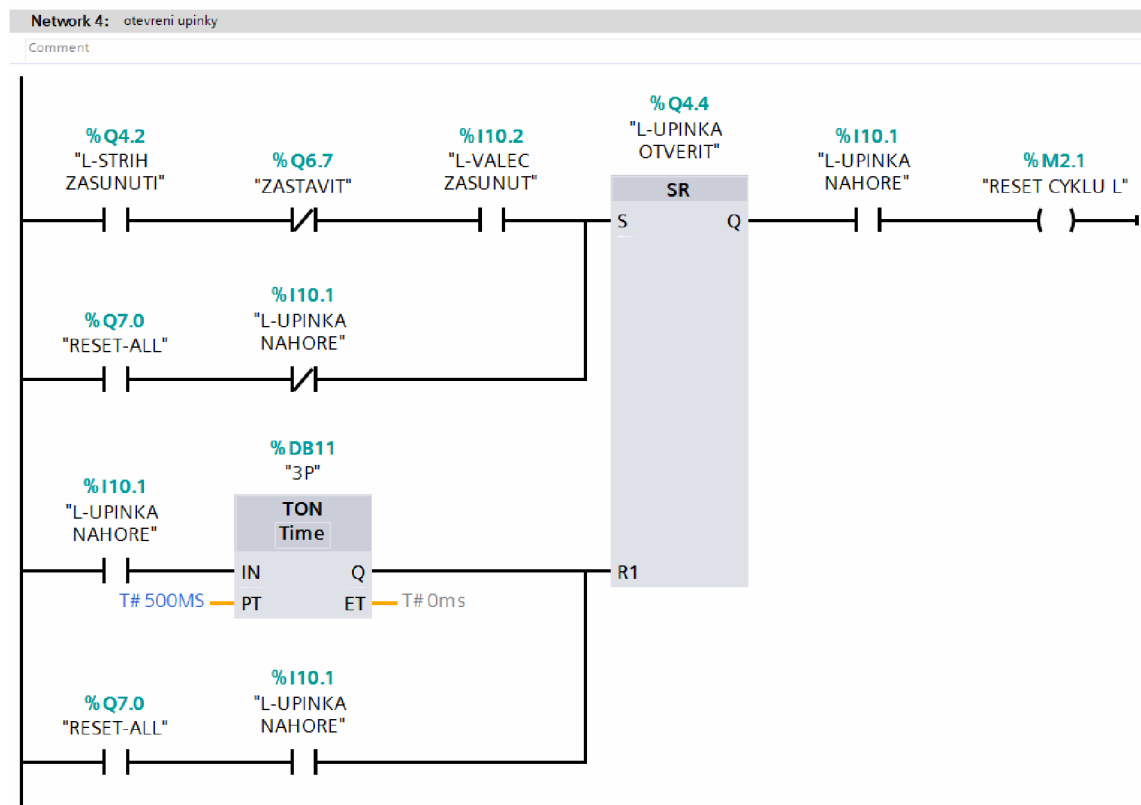 Network 4: otevreni upinky
Comment
%Q4.2
"L-STRIH
ZASUNUTI"
%Q6.7
"ZASTAVIT"
%I10.2
"L-VALEC
ZASUNUT"
%Q4.4
"L-UPINKA
OTVERIT"
SR
S
Q
R1
%I10.1
"L-UPINKA
NAHORE"
%M2.1
"RESET CYKLU L"
%Q7.0
"RESET-ALL"
%I10.1
"L-UPINKA
NAHORE"
%I10.1
"L-UPINKA
NAHORE"
%DB11
"3P"
TON
Time
IN
Q
T#500MS
PT
ET
T#0ms
%Q7.0
"RESET-ALL"
%I10.1
"L-UPINKA
NAHORE"